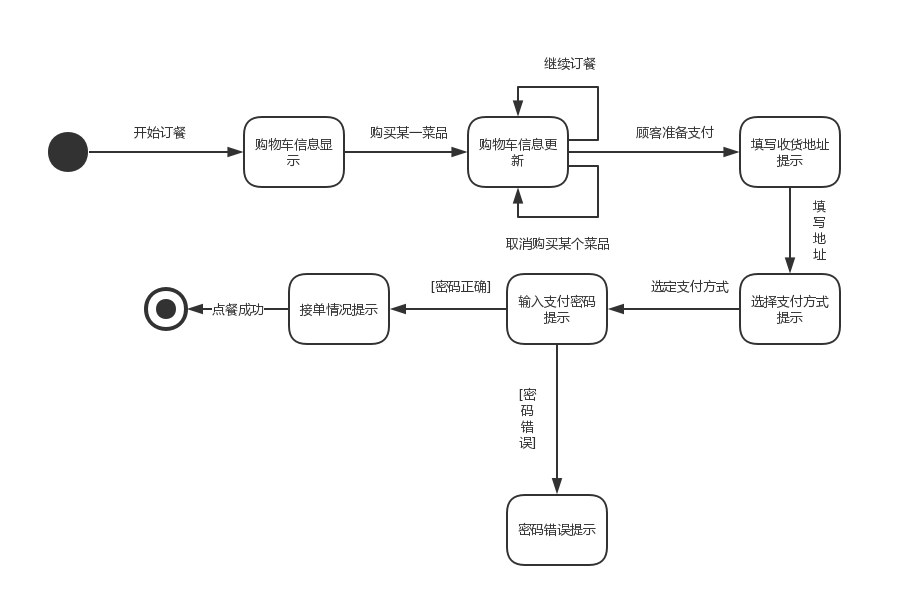 继续订餐
开始订餐
购买某一菜品
顾客准备支付
购物车信息显
示
购物车信息更
新
填写收货地址
提示
填
写
地
址
取消购买某个菜品
[密码正确]
选定支付方式
点餐成功
接单情况提示
输入支付密码
提示
选择支付方式
提示
[密
码
错
误]
密码错误提示